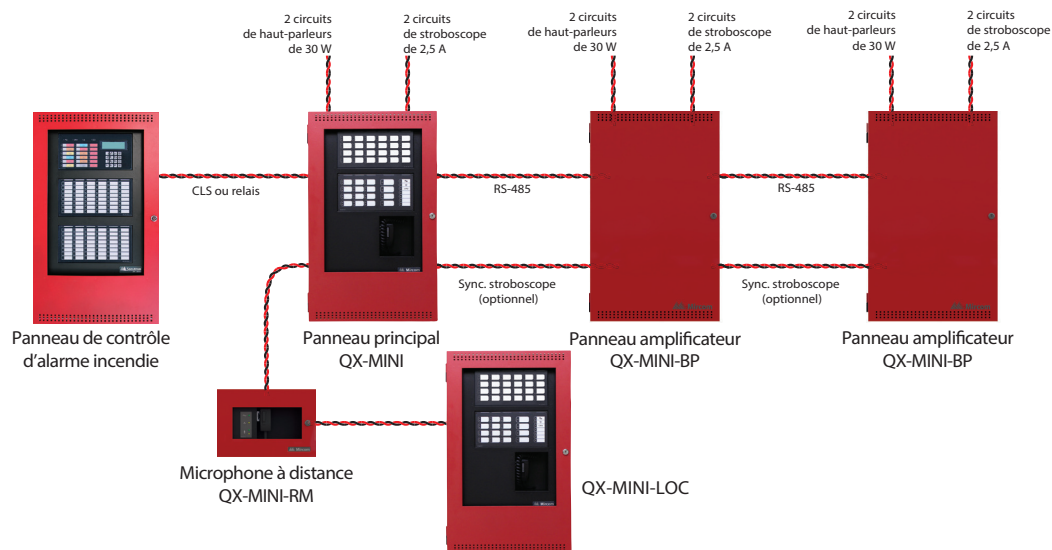 2 circuits
de haut-parleurs
de 30 W
2 circuits
de stroboscope
de 2,5 A
2 circuits
de haut-parleurs
de 30 W
2 circuits
de stroboscope
de 2,5 A
2 circuits
de haut-parleurs
de 30 W
2 circuits
de stroboscope
de 2,5 A
CLS ou relais
RS-485
RS-485
Sync. stroboscope
(optionnel)
Sync. stroboscope
(optionnel)
Panneau de contrôle
d'alarme incendie
Panneau principal
QX-MINI
Panneau amplificateur
QX-MINI-BP
Panneau amplificateur
QX-MINI-BP
Microphone à distance
QX-MINI-RM
QX-MINI-LOC